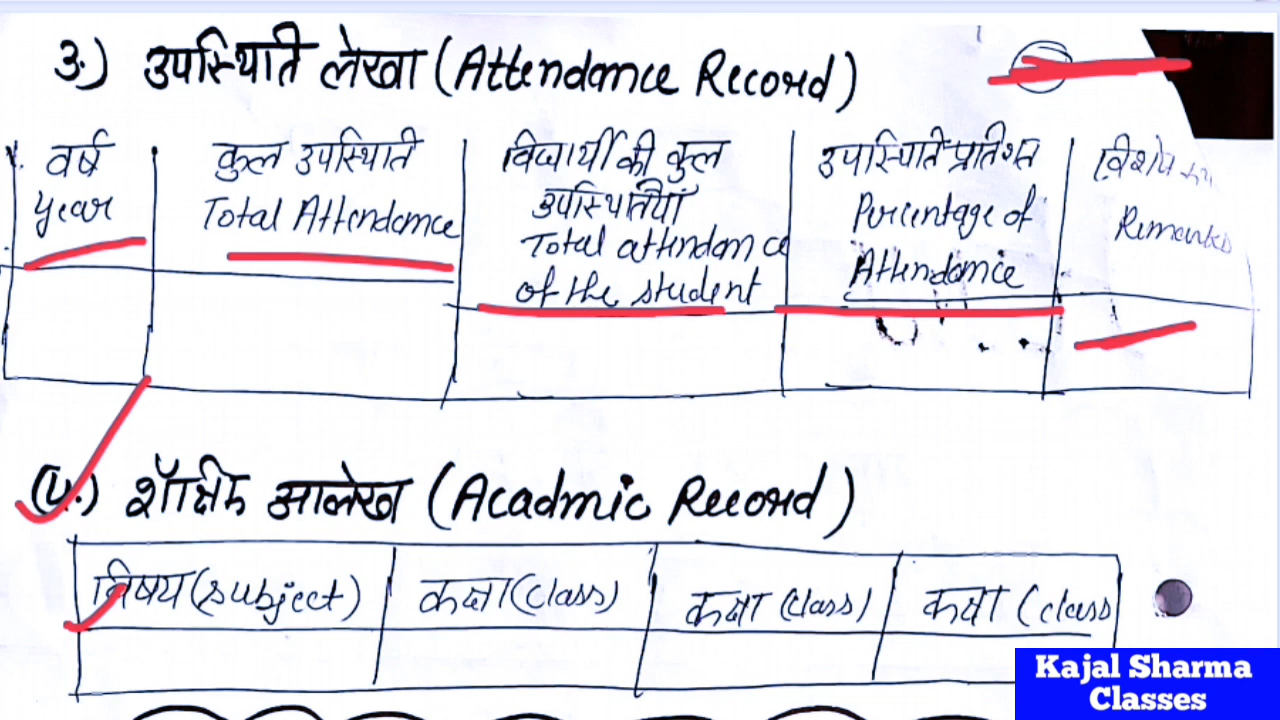 3.) उपस्थिति लेखा (Attendance Record)
वर्ष
year
कुल उपस्थिति
Total Attendance
विद्यार्थी की कुल
उपस्थितियाँ
Total attendance
of the student
उपस्थिति प्रतिशत
Percentage of
Attendance
विशेष
Remarks
(4.) शैक्षिक आलेख (Acadmic Record)
विषय (subject)
कक्षा (class)
कक्षा (class)
कक्षा (class
Kajal Sharma
Classes